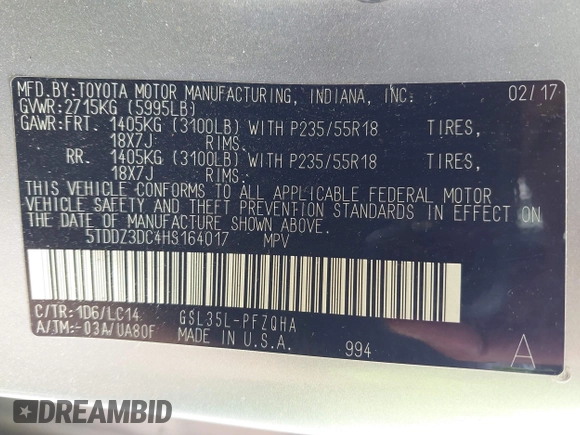 MFD.BY:TOYOTA MOTOR MANUFACTURING, INDIANA, INC. 02/17
GVWR:2715KG (5995LB)
GAWR:FRT. 1405KG (3100LB) WITH P235/55R18 TIRES,
18X7J RIMS.
RR. 1405KG (3100LB) WITH P235/55R18 TIRES,
18X7J RIMS.
THIS VEHICLE CONFORMS TO ALL APPLICABLE FEDERAL MOTOR
VEHICLE SAFETY AND THEFT PREVENTION STANDARDS IN EFFECT ON
THE DATE OF MANUFACTURE SHOWN ABOVE.
5TDDZ3DC4HS164017 MPV
C/TR:1D6/LC14 GSL35L-PFZQHA
A/TM:-03A/UA80F MADE IN U.S.A. 994 A
DREAMBID